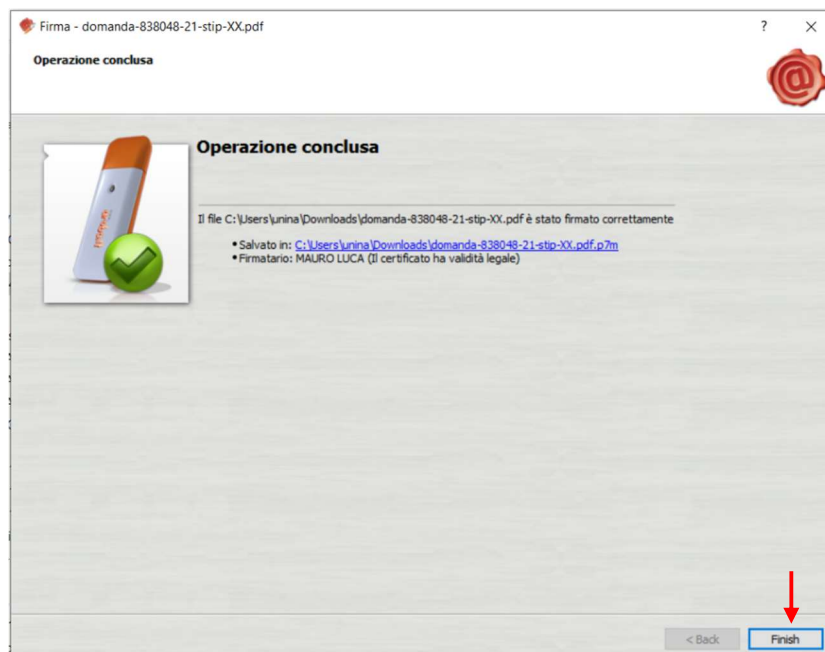 Firma - domanda-838048-21-stip-XX.pdf
?
Operazione conclusa
Operazione conclusa
Il file C:\Users\unina\Downloads\domanda-838048-21-stip-XX.pdf è stato firmato correttamente
• Salvato in: C:\Users\unina\Downloads\domanda-838048-21-stip-XX.pdf.p7m
• Firmatario: MAURO LUCA (Il certificato ha validità legale)
< Back
Finish